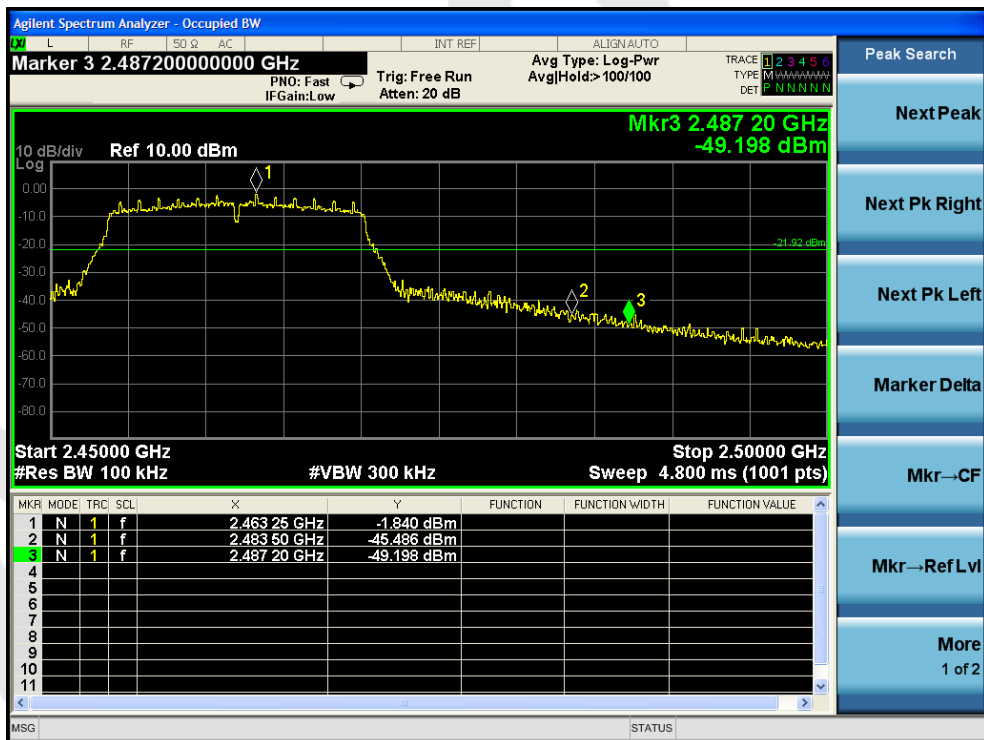 Agilent Spectrum Analyzer - Occupied BW
LXI L RF 50 Ω AC INT REF ALIGNAUTO
Marker 3 2.487200000000 GHz
PNO: Fast
IFGain:Low
Trig: Free Run
Atten: 20 dB
Avg Type: Log-Pwr
Avg|Hold:>100/100
TRACE 1 2 3 4 5 6
TYPE M
DET P N N N N N
Mkr3 2.487 20 GHz
-49.198 dBm
10 dB/div Ref 10.00 dBm
Log
0.00
-10.0
-20.0
-30.0
-40.0
-50.0
-60.0
-70.0
-80.0
1
-21.92 dBm
2
3
Start 2.45000 GHz Stop 2.50000 GHz
#Res BW 100 kHz #VBW 300 kHz Sweep 4.800 ms (1001 pts)
MKR MODE TRC SCL X Y FUNCTION FUNCTION WIDTH FUNCTION VALUE
1 N 1 f 2.463 25 GHz -1.840 dBm
2 N 1 f 2.483 50 GHz -45.486 dBm
3 N 1 f 2.487 20 GHz -49.198 dBm
4
5
6
7
8
9
10
11
MSG STATUS
Peak Search
Next Peak
Next Pk Right
Next Pk Left
Marker Delta
Mkr→CF
Mkr→Ref Lvl
More
1 of 2